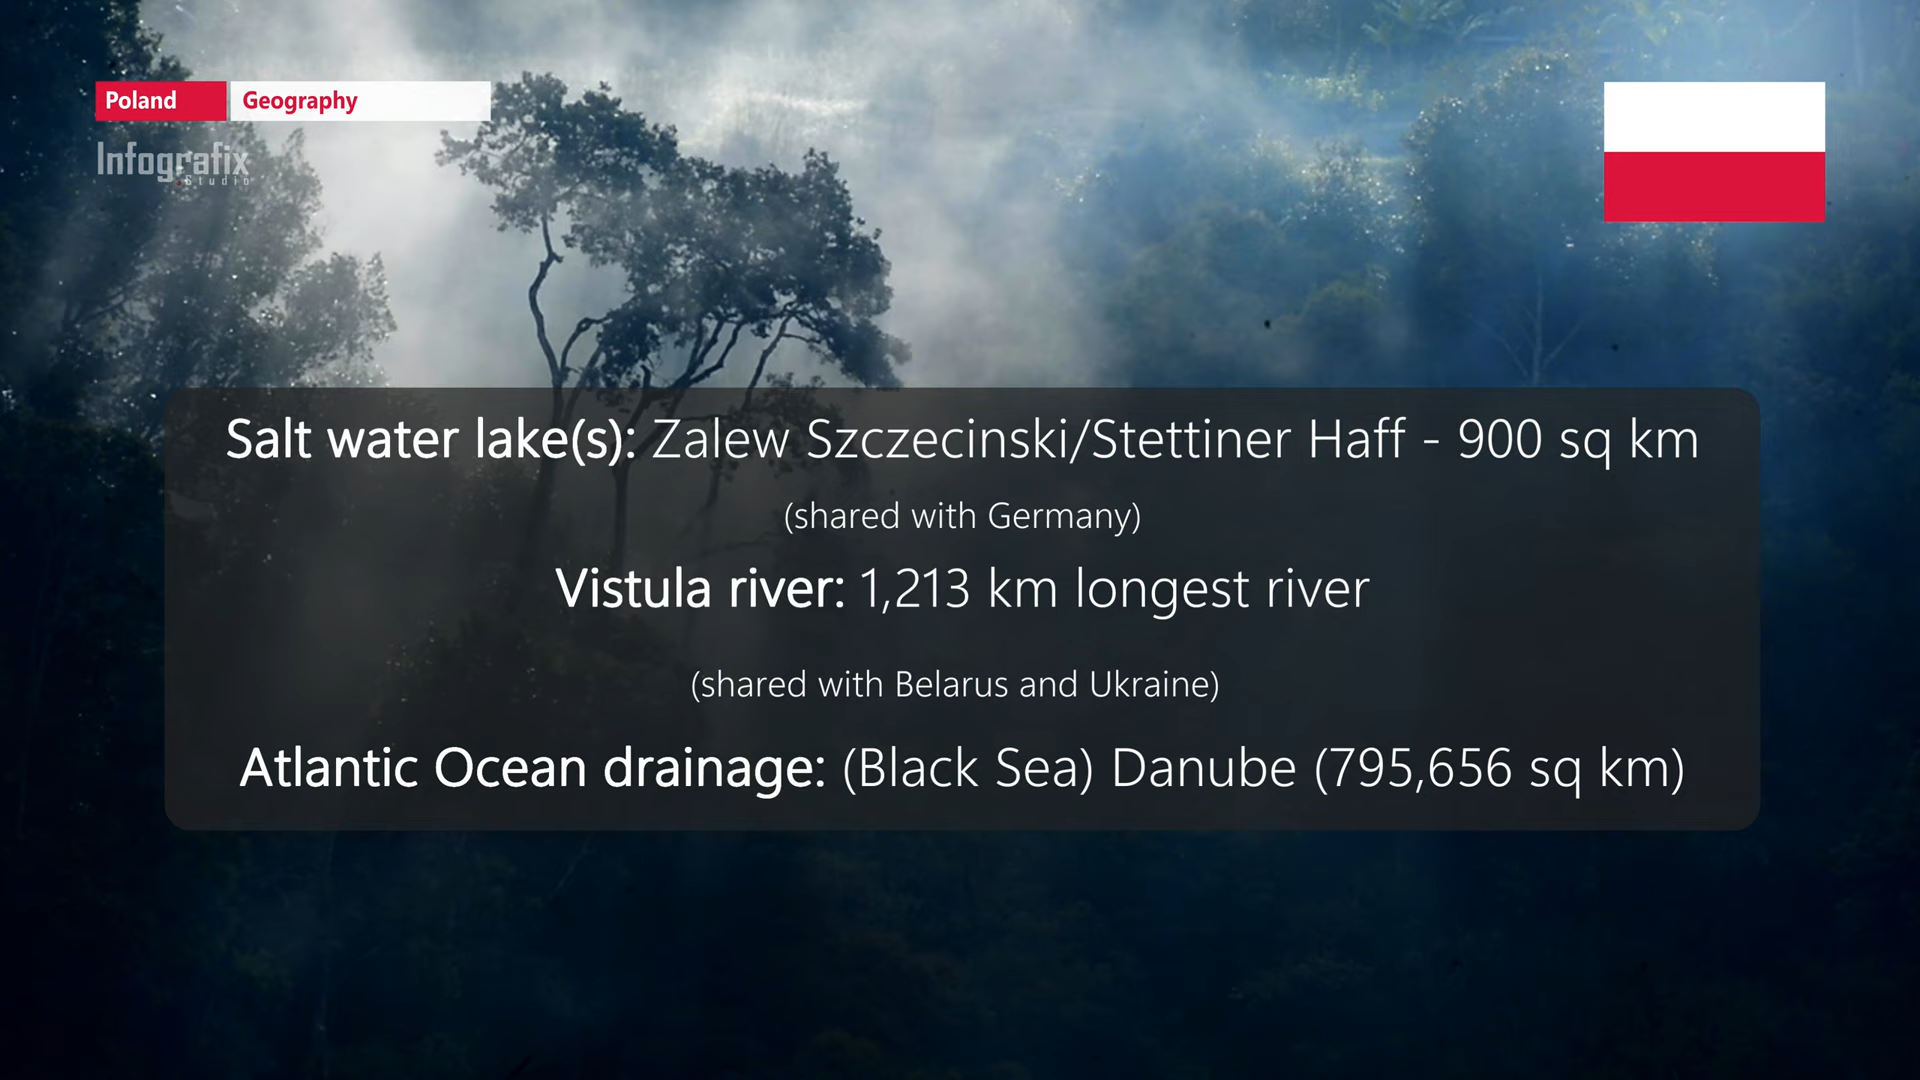 Poland Geography
Infografix
Studio
Salt water lake(s): Zalew Szczecinski/Stettiner Haff - 900 sq km
(shared with Germany)
Vistula river: 1,213 km longest river
(shared with Belarus and Ukraine)
Atlantic Ocean drainage: (Black Sea) Danube (795,656 sq km)